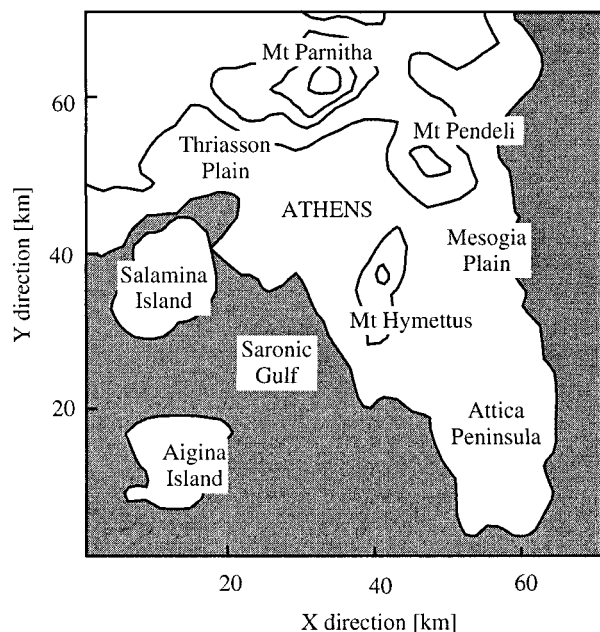 Mt Parnitha
60
Mt Pendeli
Thriasson
Plain
ATHENS
Mesogia
Plain
40
Salamina
Island
Mt Hymettus
Saronic
Gulf
20
Attica
Peninsula
Aigina
Island
20
40
60
X direction [km]
Y direction [km]